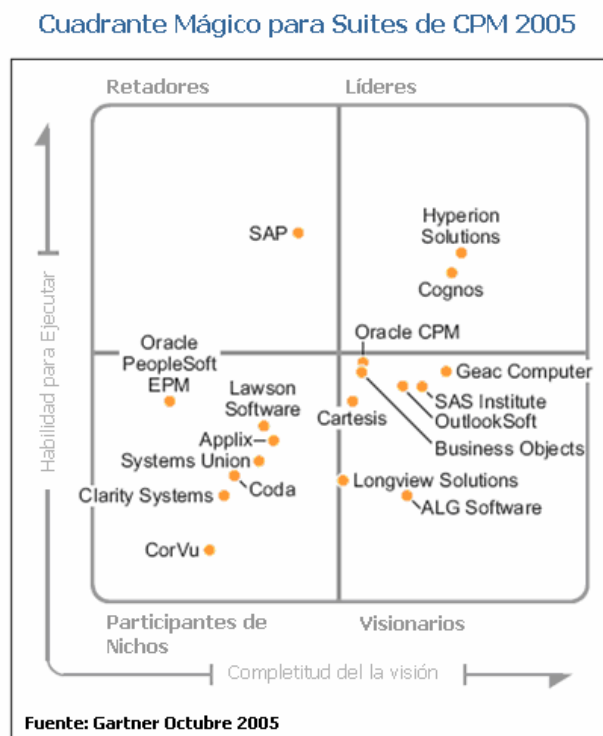 Cuadrante Mágico para Suites de CPM 2005
Retadores
Líderes
Habilidad para Ejecutar
SAP
Hyperion
Solutions
Cognos
Oracle CPM
Oracle
PeopleSoft
EPM
Geac Computer
SAS Institute
OutlookSoft
Business Objects
Cartesis
Lawson
Software
Applix
Systems Union
Coda
Clarity Systems
Longview Solutions
ALG Software
CorVu
Participantes de
Nichos
Visionarios
Completitud del la visión
Fuente: Gartner Octubre 2005